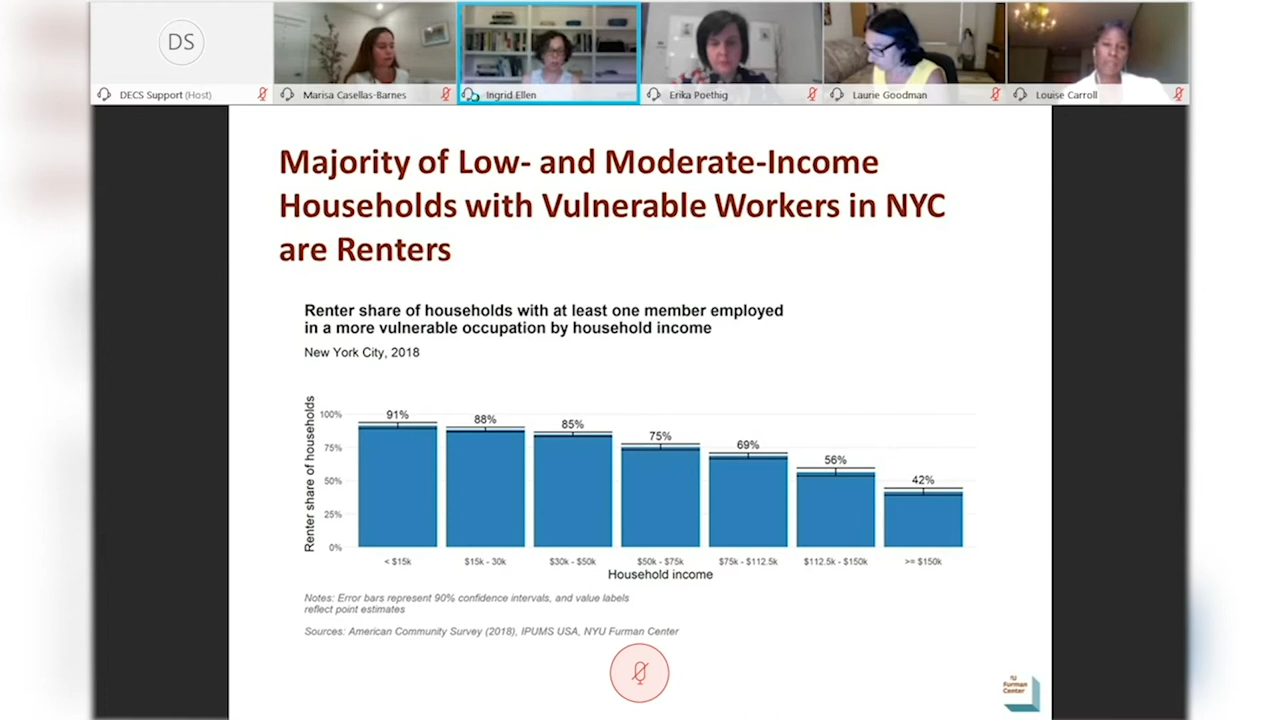 DS
DECS Support (Host)
Marisa Casellas-Barnes
Ingrid Ellen
Erika Poethig
Laurie Goodman
Louise Carroll
Majority of Low- and Moderate-Income
Households with Vulnerable Workers in NYC
are Renters
Renter share of households with at least one member employed
in a more vulnerable occupation by household income
New York City, 2018
Renter share of households
100%
75%
50%
25%
0%
91%
88%
85%
75%
69%
56%
42%
< $15k
$15k - 30k
$30k - $50k
$50k - $75k
$75k - $112.5k
$112.5k - $150k
>= $150k
Household income
Notes: Error bars represent 90% confidence intervals, and value labels
reflect point estimates
Sources: American Community Survey (2018), IPUMS USA, NYU Furman Center
Furman
Center